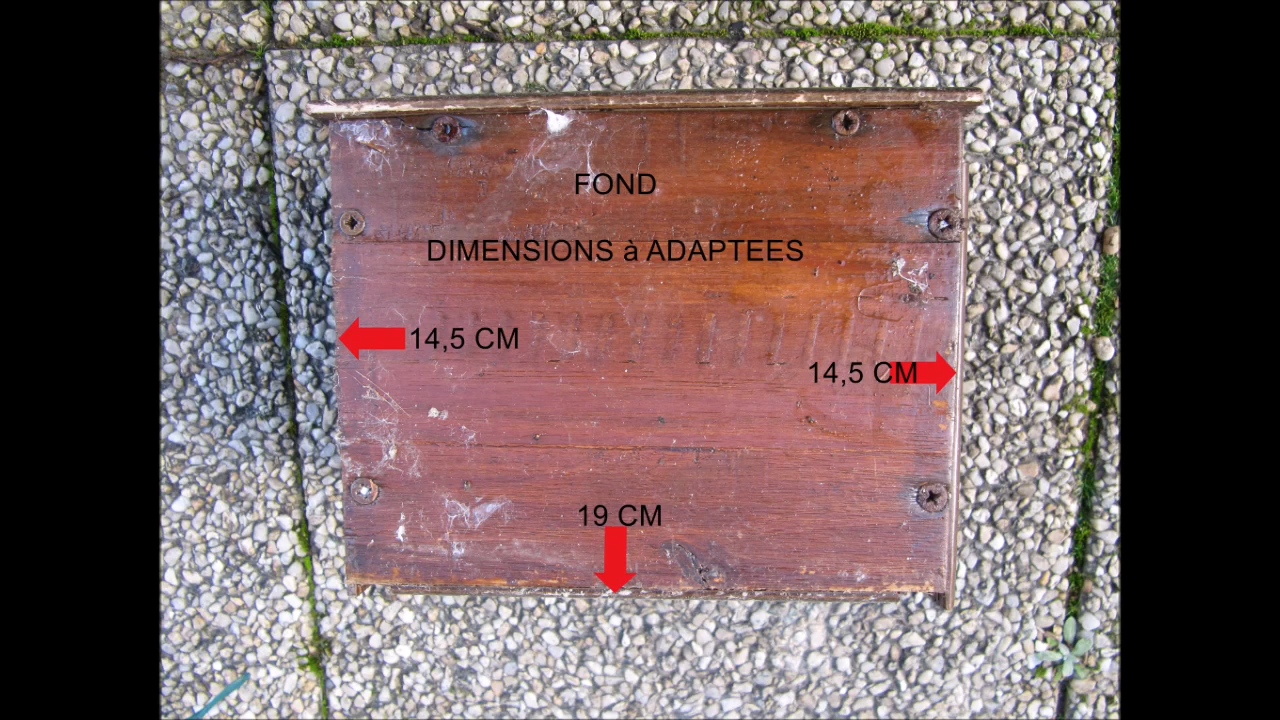 FOND
DIMENSIONS à ADAPTEES
14,5 CM
14,5 CM
19 CM